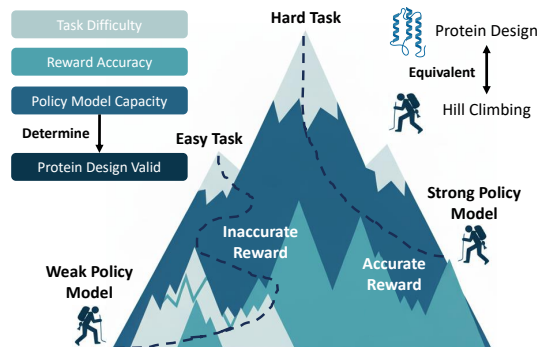 Task Difficulty
Reward Accuracy
Policy Model Capacity
Determine
Protein Design Valid
Hard Task
Protein Design
Equivalent
Hill Climbing
Easy Task
Strong Policy
Model
Inaccurate
Reward
Accurate
Reward
Weak Policy
Model